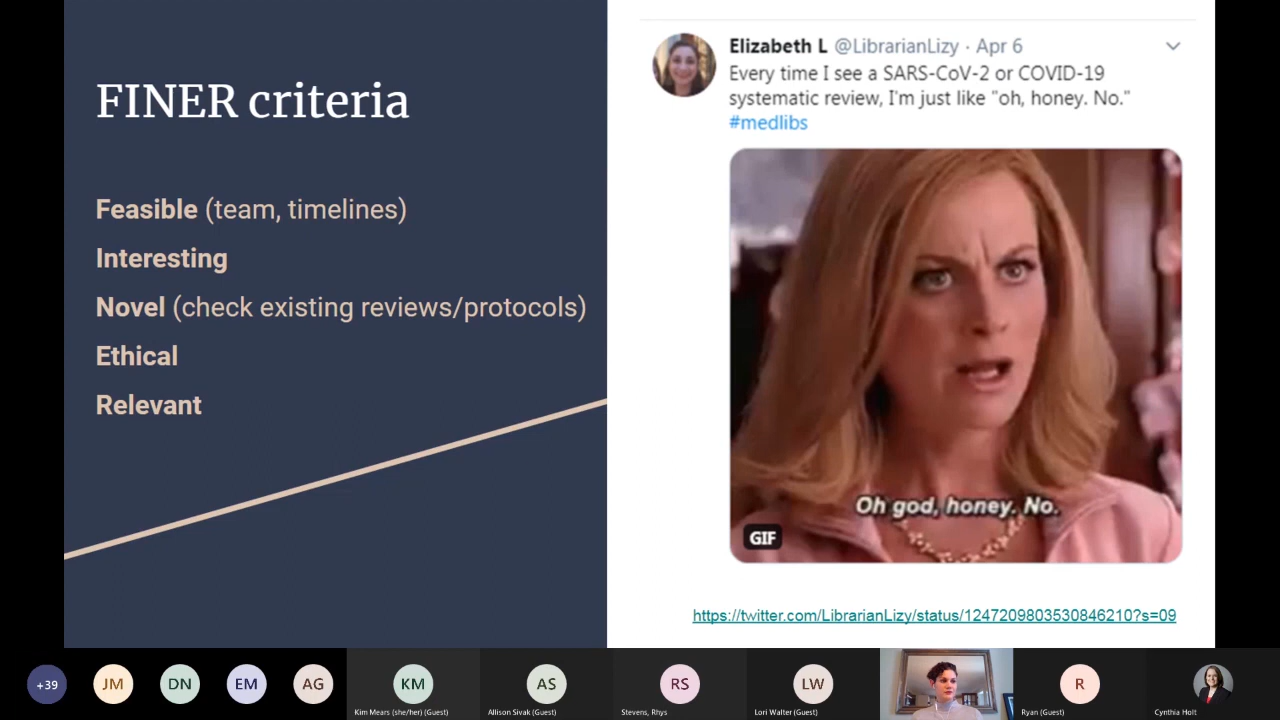 FINER criteria
Feasible (team, timelines)
Interesting
Novel (check existing reviews/protocols)
Ethical
Relevant
Elizabeth L @LibrarianLizy · Apr 6
Every time I see a SARS-CoV-2 or COVID-19
systematic review, I'm just like "oh, honey. No."
#medlibs
Oh god, honey. No.
GIF
https://twitter.com/LibrarianLizy/status/1247209803530846210?s=09
+39
JM
DN
EM
AG
KM
Kim Mears (she/her) (Guest)
AS
Allison Sivak (Guest)
RS
Stevens, Rhys
LW
Lori Walter (Guest)
R
Ryan (Guest)
Cynthia Holt